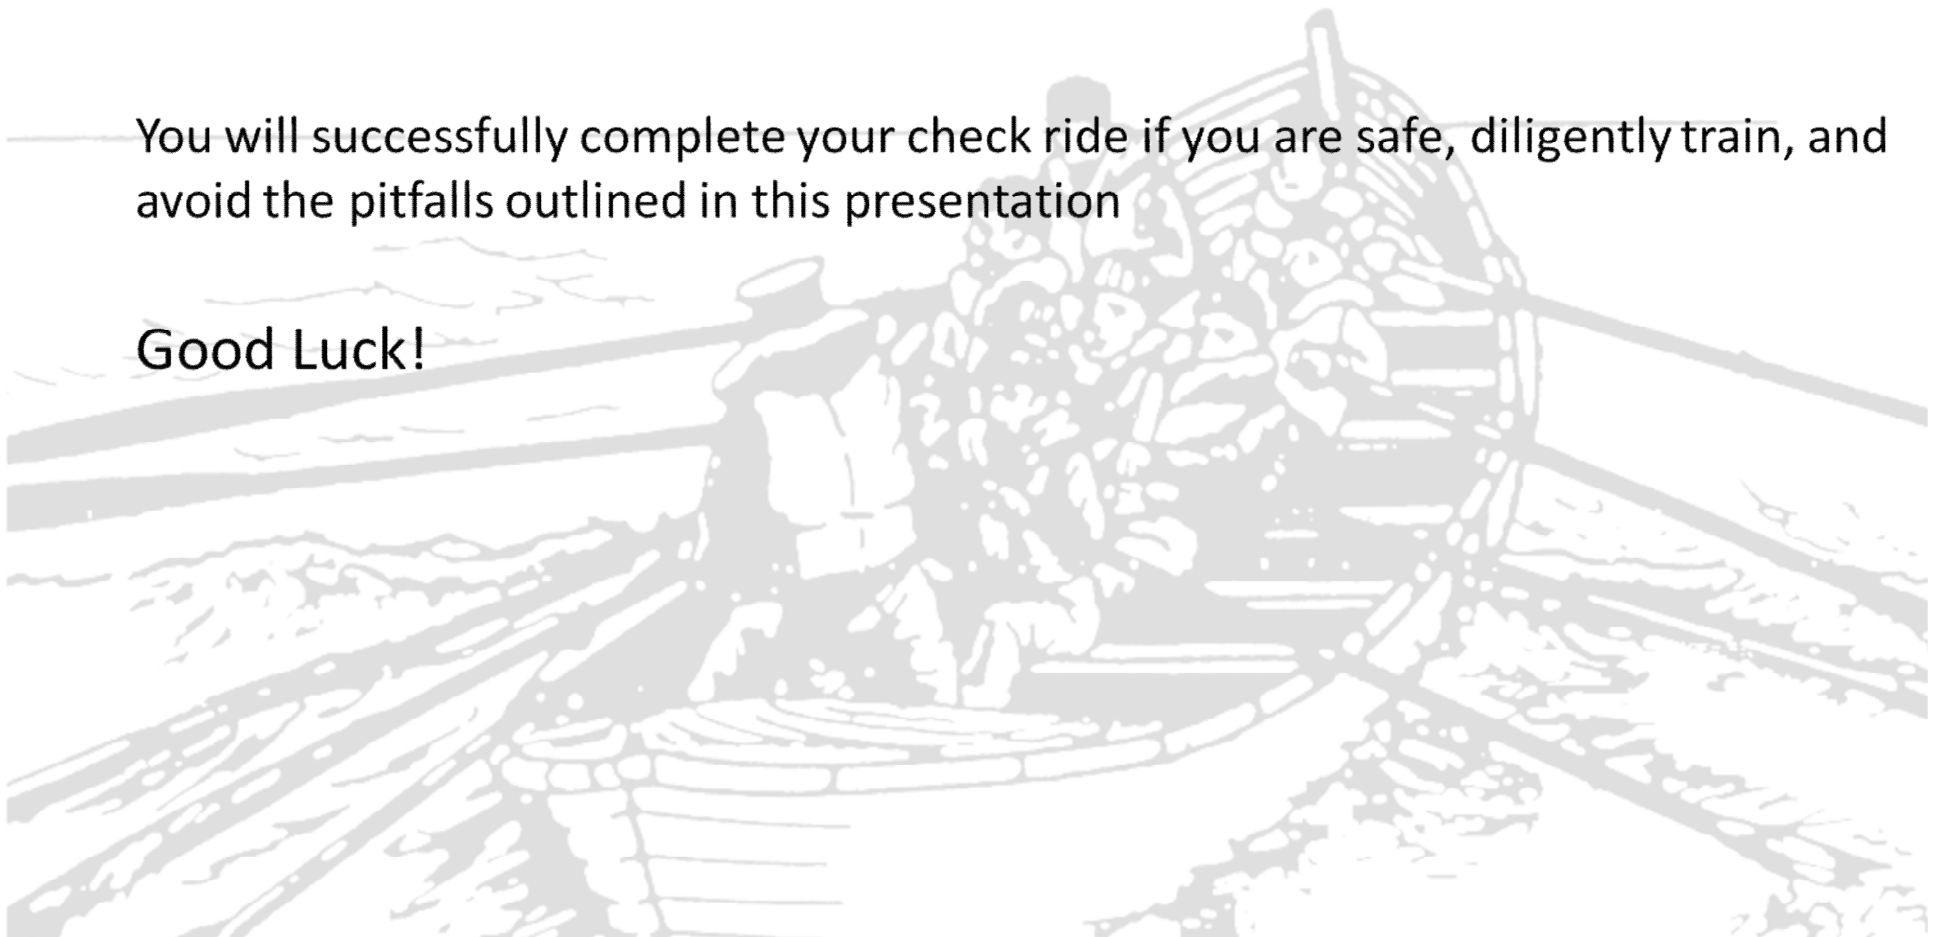 You will successfully complete your check ride if you are safe, diligently train, and
avoid the pitfalls outlined in this presentation
Good Luck!